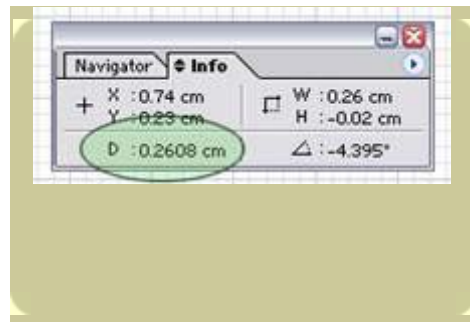 Navigator Info
X :0.74 cm W :0.26 cm
Y :0.23 cm H :-0.02 cm
D :0.2608 cm :-4.395°